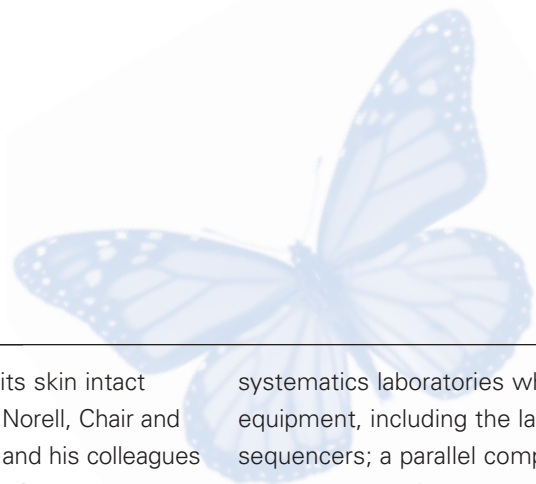 its skin intact
Norell, Chair and
and his colleagues
systematics laboratories
equipment, including the
sequencers; a parallel